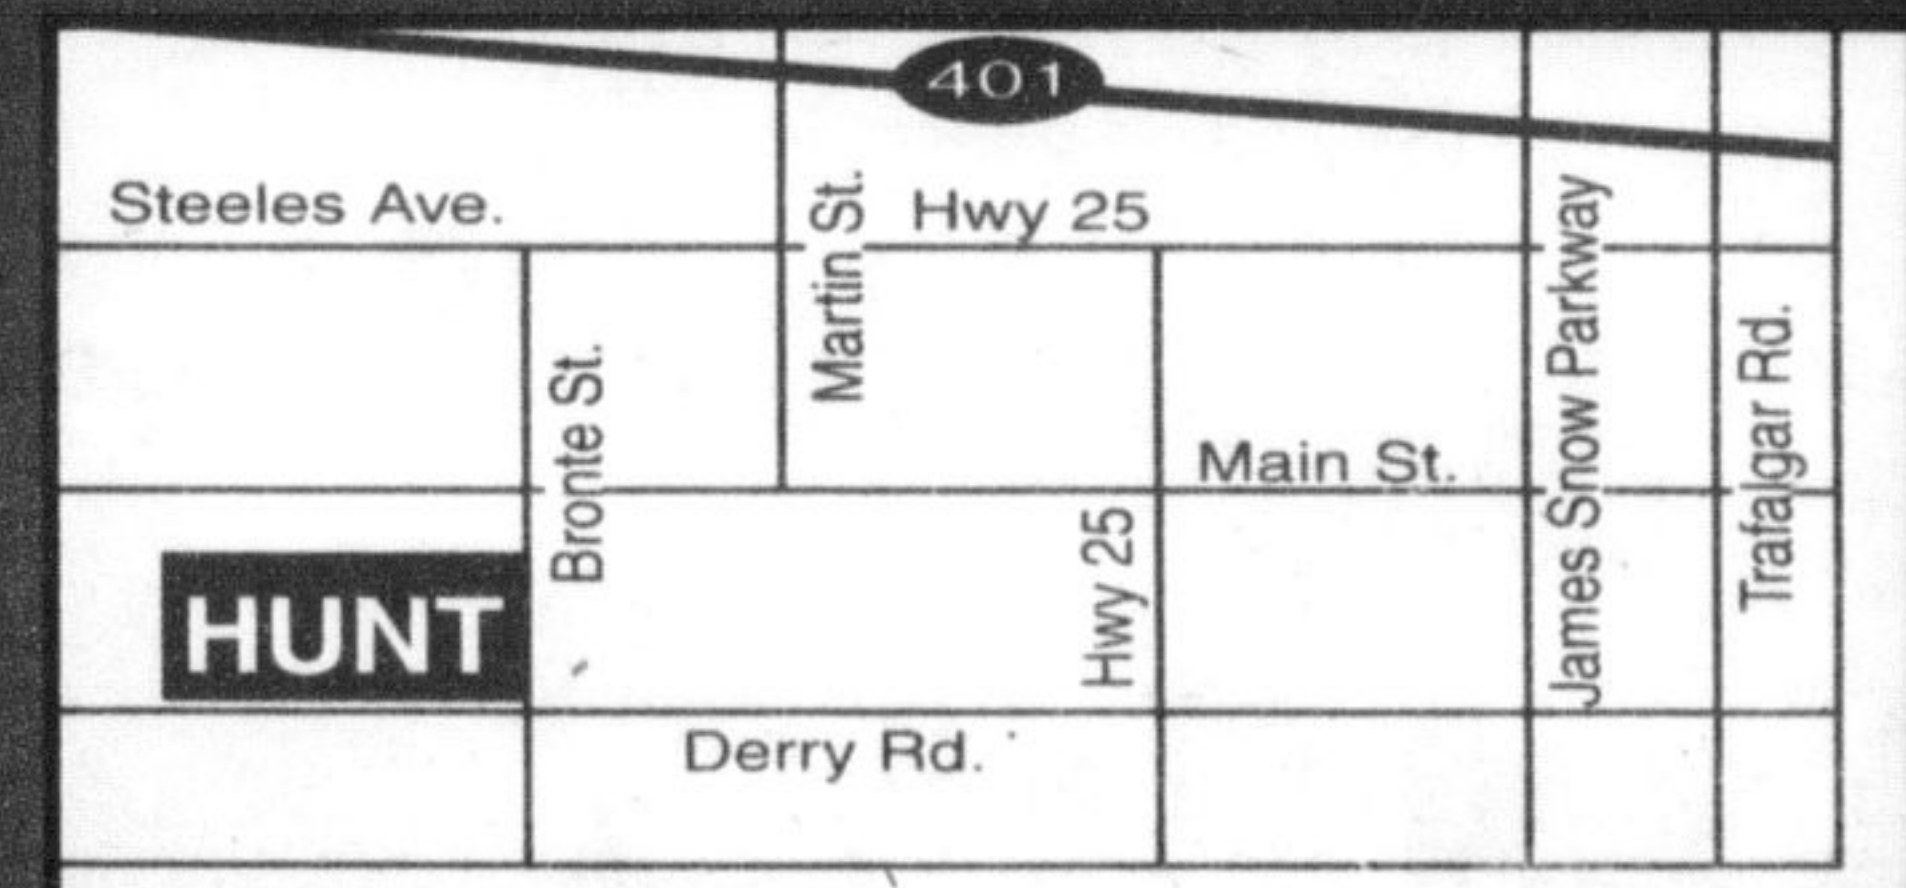 401
Steeles Ave.
Martin St.
Hwy 25
James Snow Parkway
Trafalgar Rd.
Bronte St.
Main St.
Hwy 25
HUNT
Derry Rd.